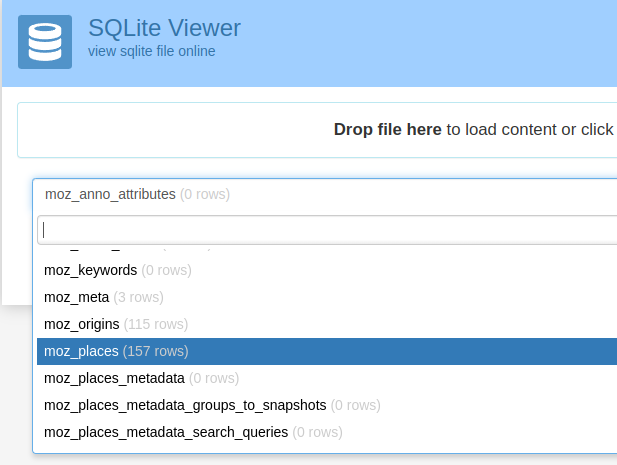 SQLite Viewer
view sqlite file online
Drop file here to load content or click
moz_anno_attributes (0 rows)
moz_keywords (0 rows)
moz_meta (3 rows)
moz_origins (115 rows)
moz_places (157 rows)
moz_places_metadata (0 rows)
moz_places_metadata_groups_to_snapshots (0 rows)
moz_places_metadata_search_queries (0 rows)